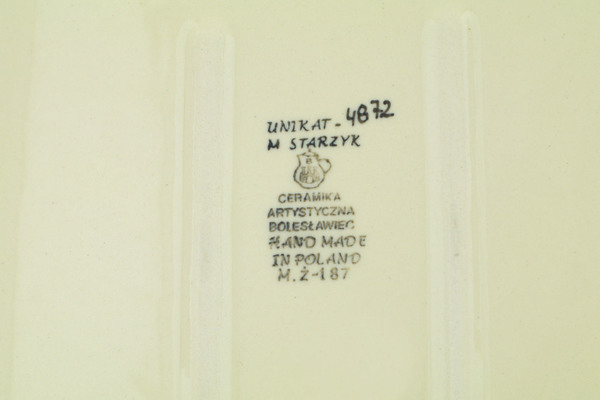 UNIKAT - 4872
M STARZYK
CERAMIKA
ARTYSTYCZNA
BOLESŁAWIEC
HAND MADE
IN POLAND
M.Ż-187